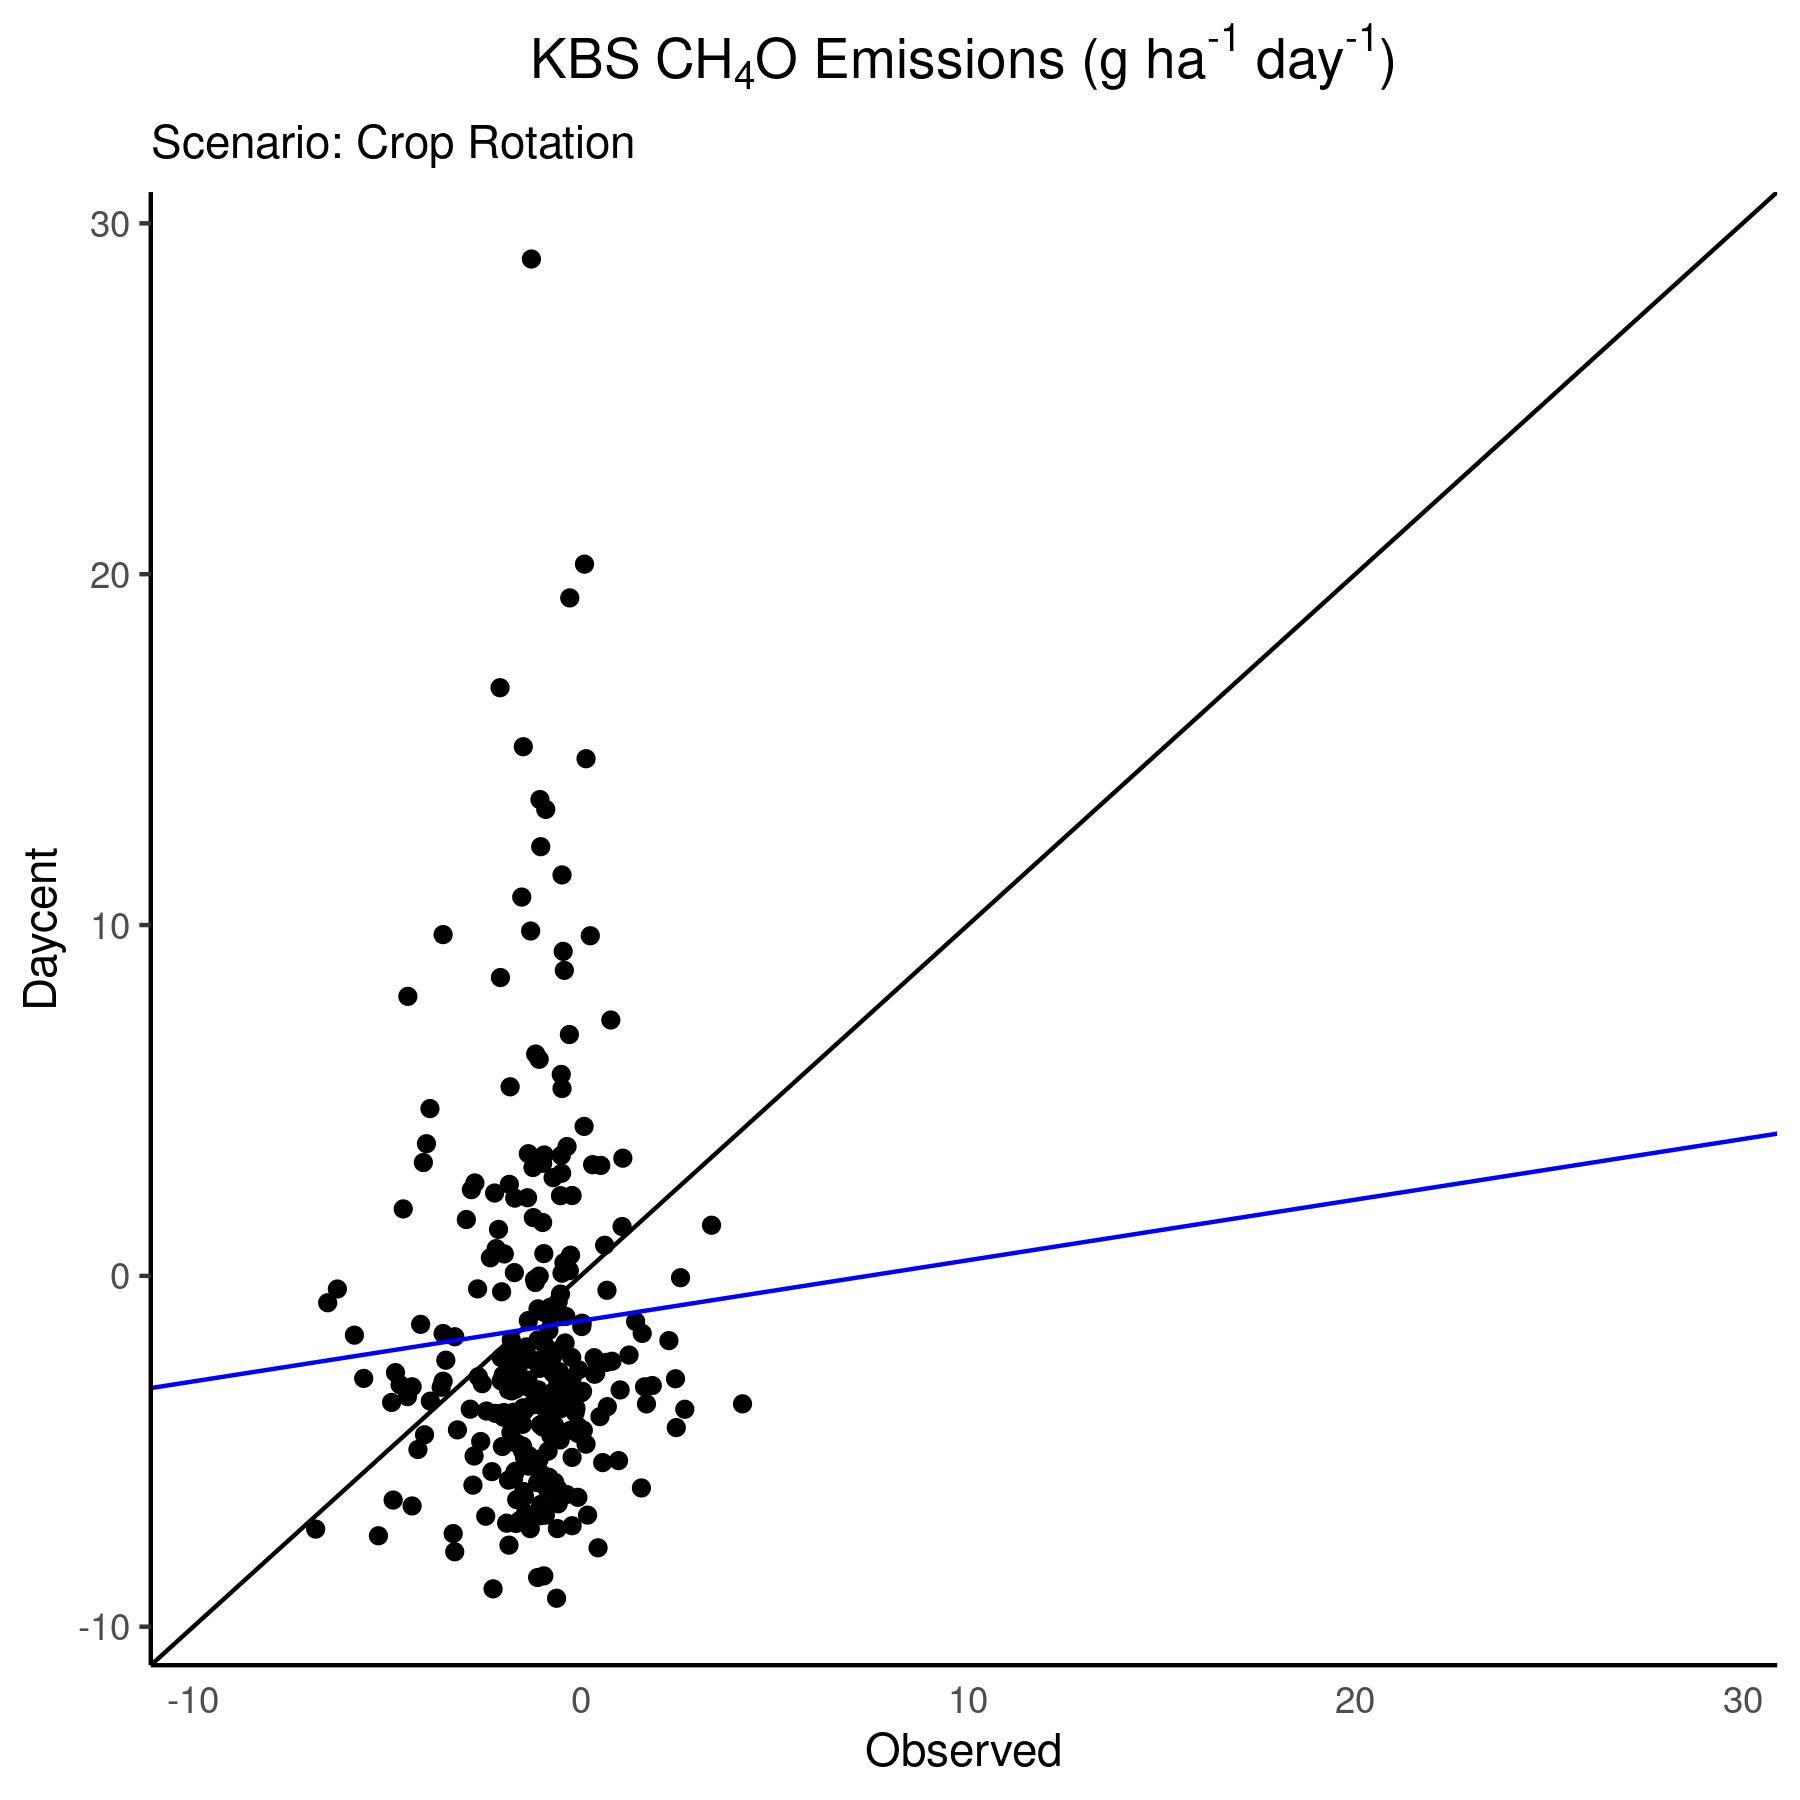 KBS CH₄O Emissions (g ha⁻¹ day⁻¹)
Scenario: Crop Rotation
30
20
10
0
-10
Daycent
-10 0 10 20 30
Observed